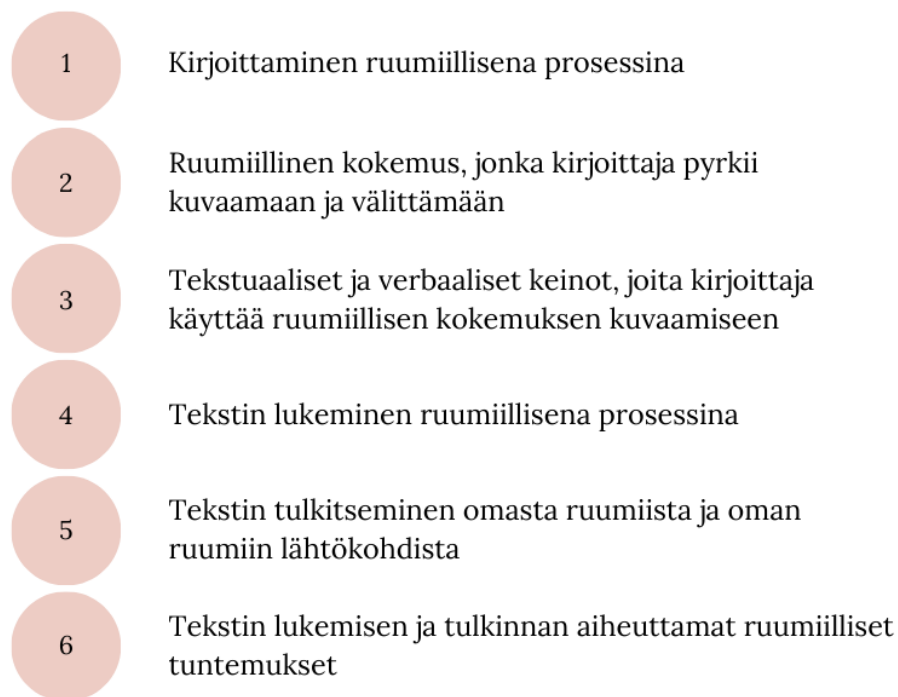 1
Kirjoittaminen ruumiillisena prosessina
2
Ruumiillinen kokemus, jonka kirjoittaja pyrkii
kuvaamaan ja välittämään
3
Tekstuaaliset ja verbaaliset keinot, joita kirjoittaja
käyttää ruumiillisen kokemuksen kuvaamiseen
4
Tekstin lukeminen ruumiillisena prosessina
5
Tekstin tulkitseminen omasta ruumiista ja oman
ruumiin lähtökohdista
6
Tekstin lukemisen ja tulkinnan aiheuttamat ruumiilliset
tuntemukset